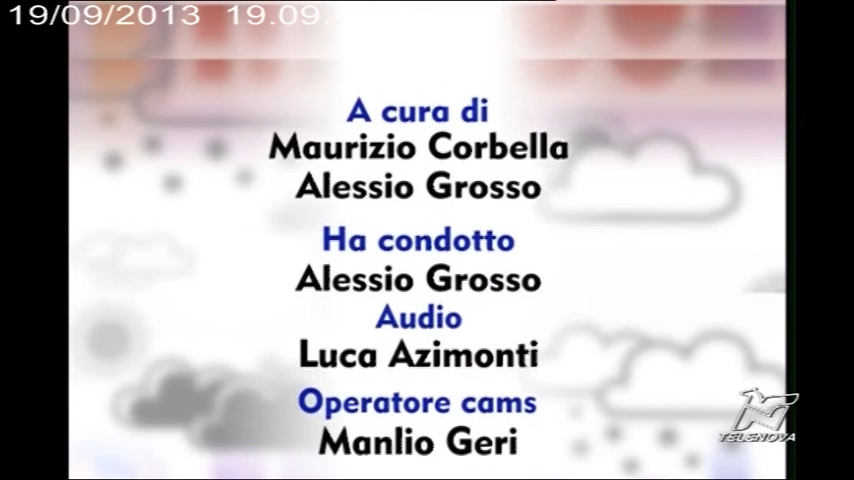 19/09/2013 19.09.
A cura di
Maurizio Corbella
Alessio Grosso
Ha condotto
Alessio Grosso
Audio
Luca Azimonti
Operatore cams
Manlio Geri
TELENOVA